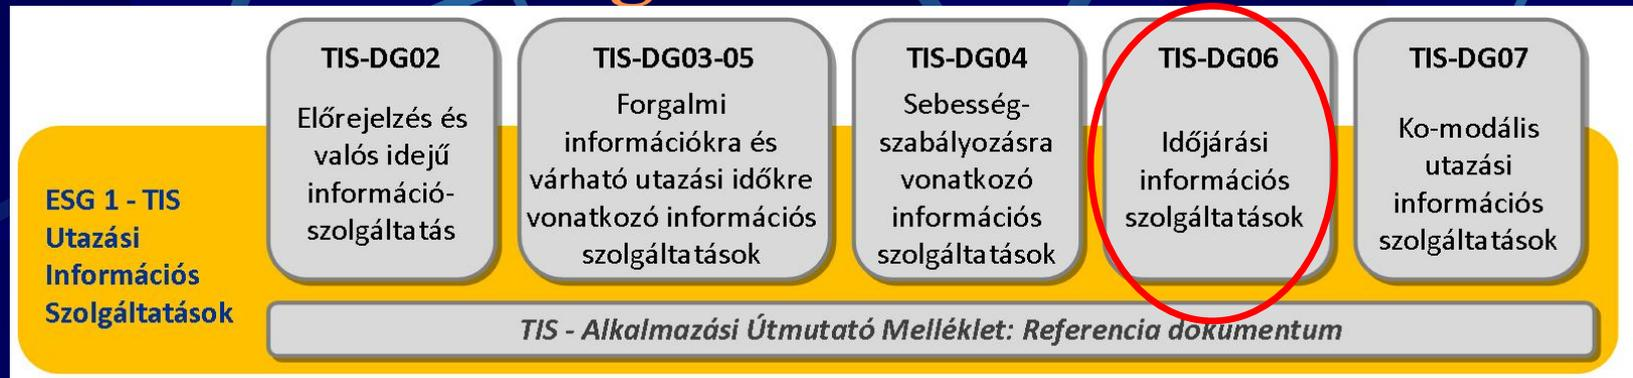 ESG 1 - TIS
Utazási
Információs
Szolgáltatások
TIS-DG02
Előrejelzés és
valós idejű
információ-
szolgáltatás
TIS-DG03-05
Forgalmi
információkra és
várható utazási időkre
vonatkozó információs
szolgáltatások
TIS-DG04
Sebesség-
szabályozásra
vonatkozó
információs
szolgáltatások
TIS-DG06
Időjárási
információs
szolgáltatások
TIS-DG07
Ko-modális
utazási
információs
szolgáltatások
TIS - Alkalmazási Útmutató Melléklet: Referencia dokumentum